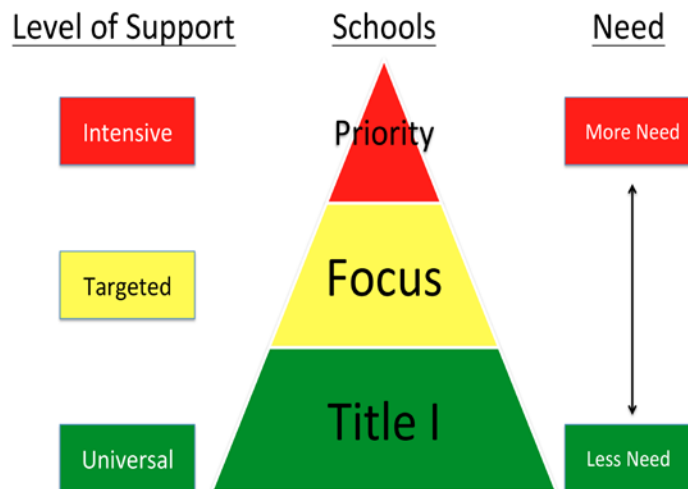 Level of Support
Schools
Need
Intensive
Priority
More Need
Targeted
Focus
Universal
Title I
Less Need